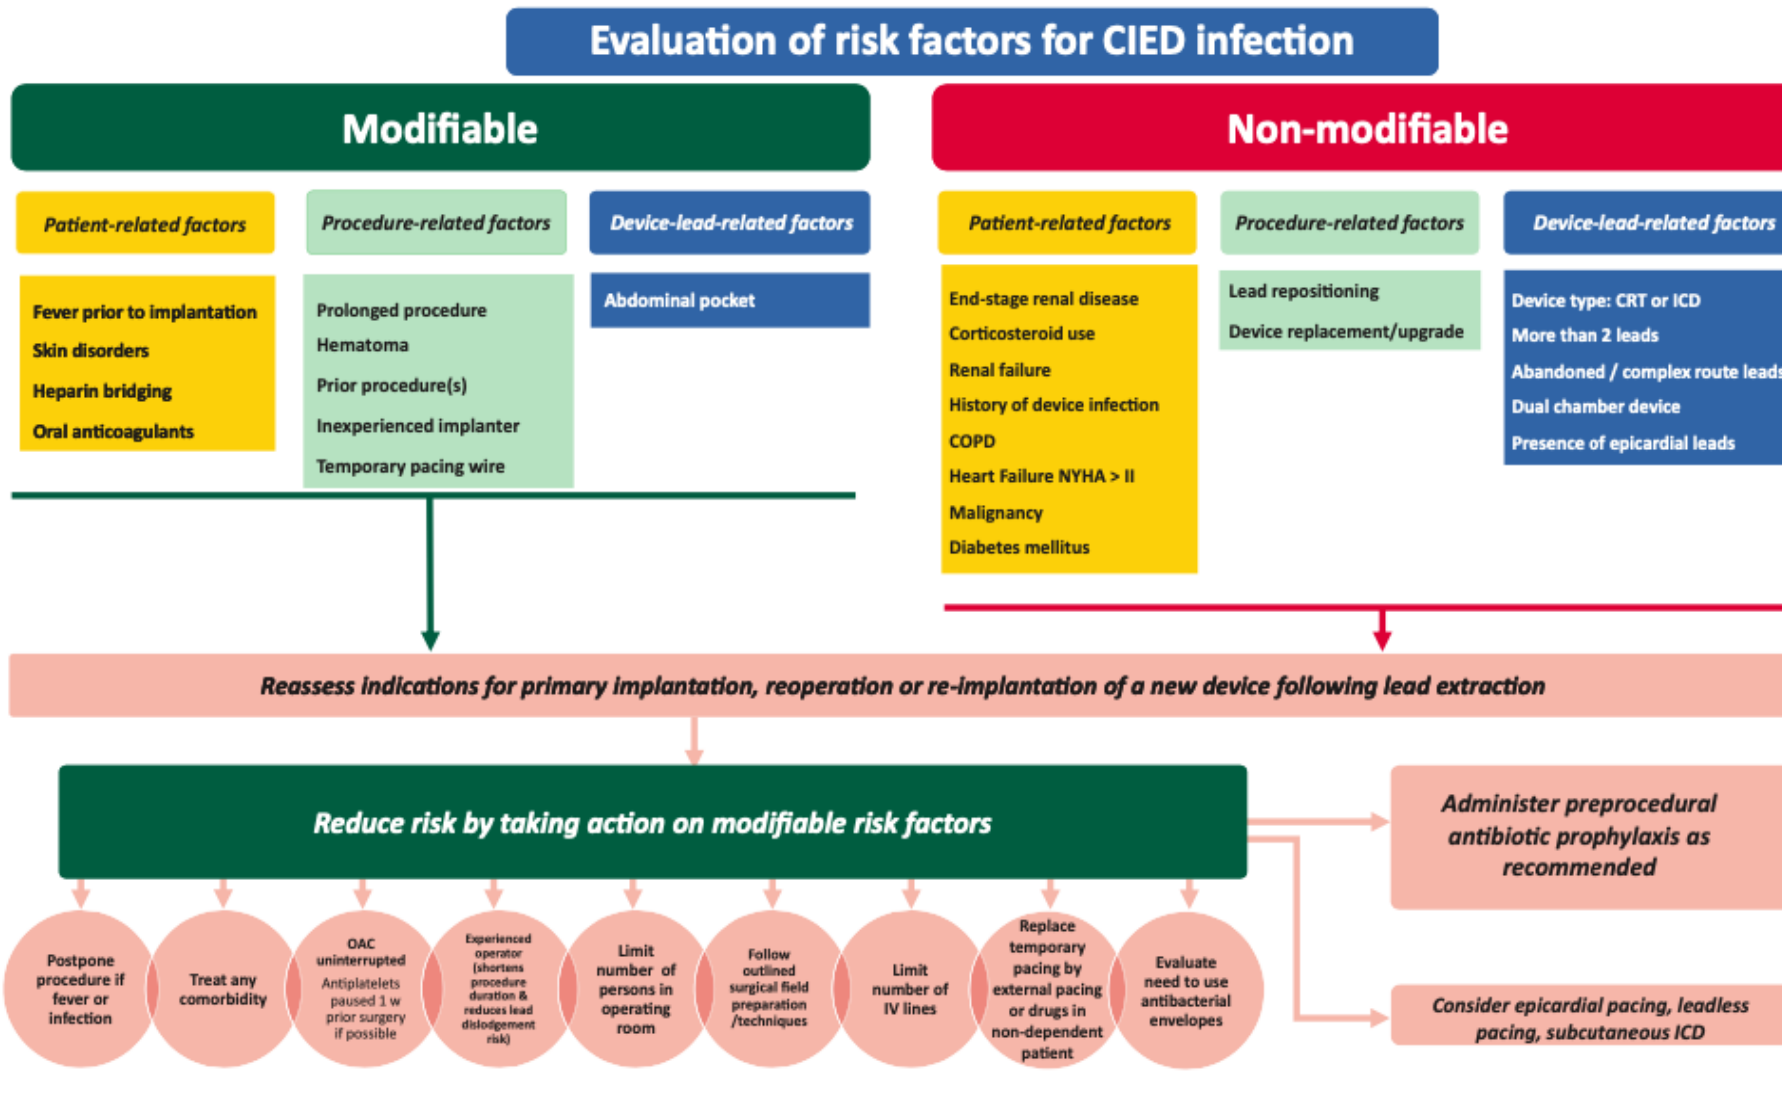 Evaluation of risk factors for CIED infection
Modifiable
Non-modifiable
Patient-related factors
Procedure-related factors
Device-lead-related factors
Fever prior to implantation
Skin disorders
Heparin bridging
Oral anticoagulants
Prolonged procedure
Hematoma
Prior procedure(s)
Inexperienced implanter
Temporary pacing wire
Abdominal pocket
Patient-related factors
Procedure-related factors
Device-lead-related factors
End-stage renal disease
Corticosteroid use
Renal failure
History of device infection
COPD
Heart Failure NYHA > II
Malignancy
Diabetes mellitus
Lead repositioning
Device replacement/upgrade
Device type: CRT or ICD
More than 2 leads
Abandoned / complex route leads
Dual chamber device
Presence of epicardial leads
Reassess indications for primary implantation, reoperation or re-implantation of a new device following lead extraction
Reduce risk by taking action on modifiable risk factors
Administer preprocedural
antibiotic prophylaxis as
recommended
Postpone
procedure if
fever or
infection
Treat any
comorbidity
OAC
uninterrupted
Antiplatelets
paused 1 w
prior surgery
if possible
Experienced
operator
(shortens
procedure
duration &
reduces lead
dislodgement
risk)
Limit
number of
persons in
operating
room
Follow
outlined
surgical field
preparation
/techniques
Limit
number of
IV lines
Replace
temporary
pacing by
external pacing
or drugs in
non-dependent
patient
Evaluate
need to use
antibacterial
envelopes
Consider epicardial pacing, leadless
pacing, subcutaneous ICD